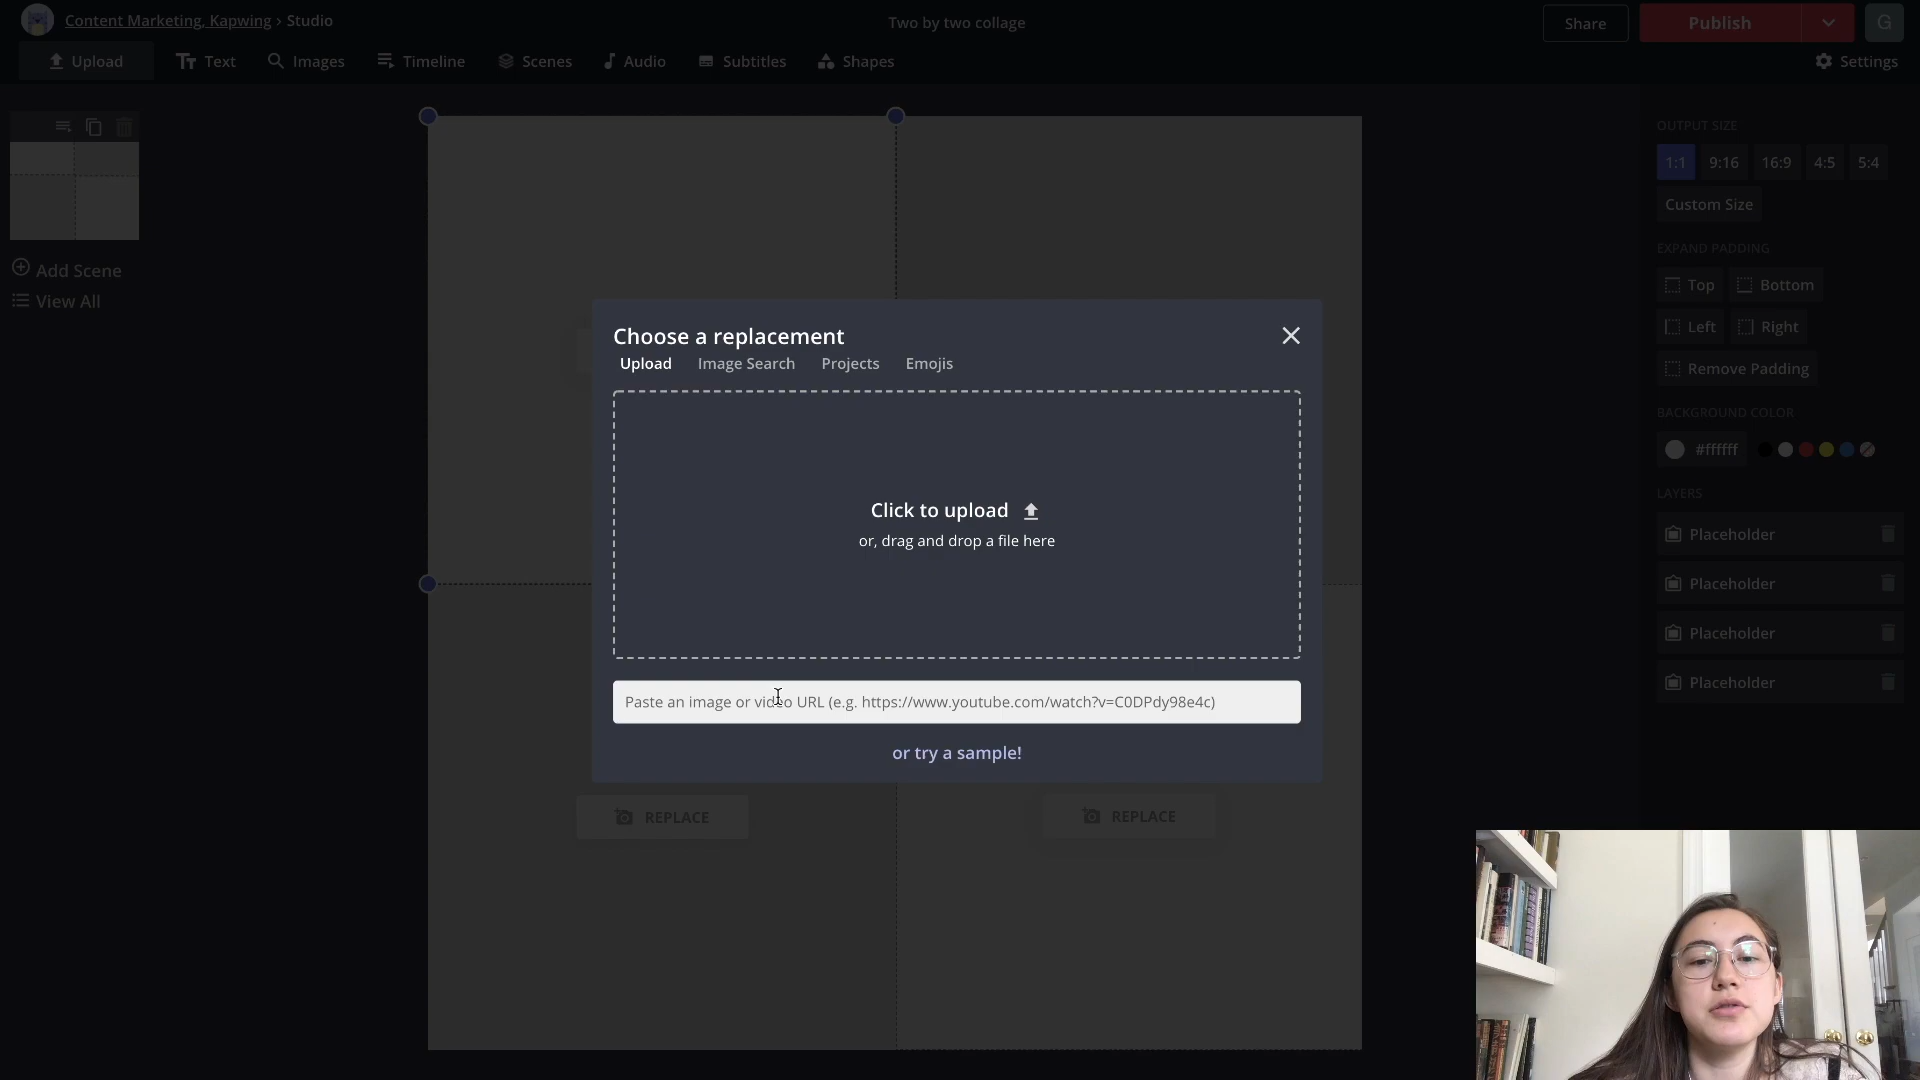 Content Marketing, Kapwing › Studio
Two by two collage
Share
Publish
G
Upload
Text
Images
Timeline
Scenes
Audio
Subtitles
Shapes
Settings
Add Scene
View All
Choose a replacement
Upload
Image Search
Projects
Emojis
Click to upload
or, drag and drop a file here
Paste an image or video URL (e.g. https://www.youtube.com/watch?v=C0DPdy98e4c)
or try a sample!
REPLACE
REPLACE
OUTPUT SIZE
1:1
9:16
16:9
4:5
5:4
Custom Size
EXPAND PADDING
Top
Bottom
Left
Right
Remove Padding
BACKGROUND COLOR
#ffffff
LAYERS
Placeholder
Placeholder
Placeholder
Placeholder